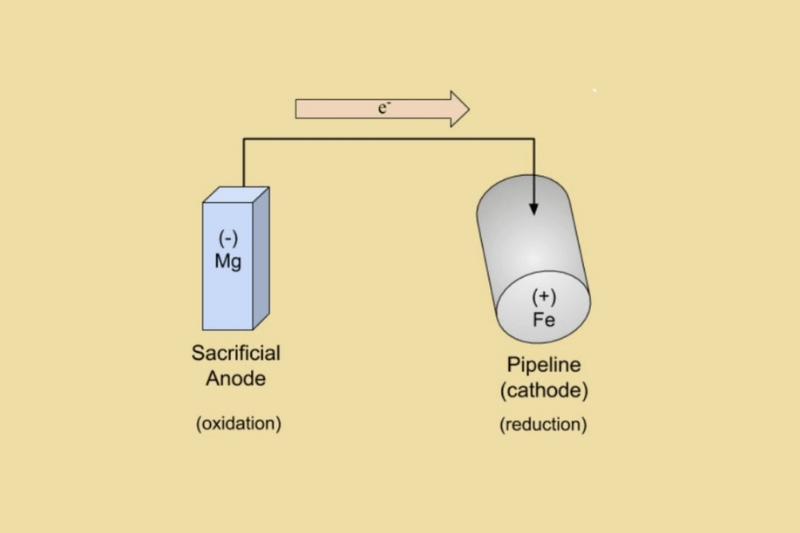 e-
(-)
Mg
(+)
Fe
Sacrificial
Anode
Pipeline
(cathode)
(oxidation)
(reduction)